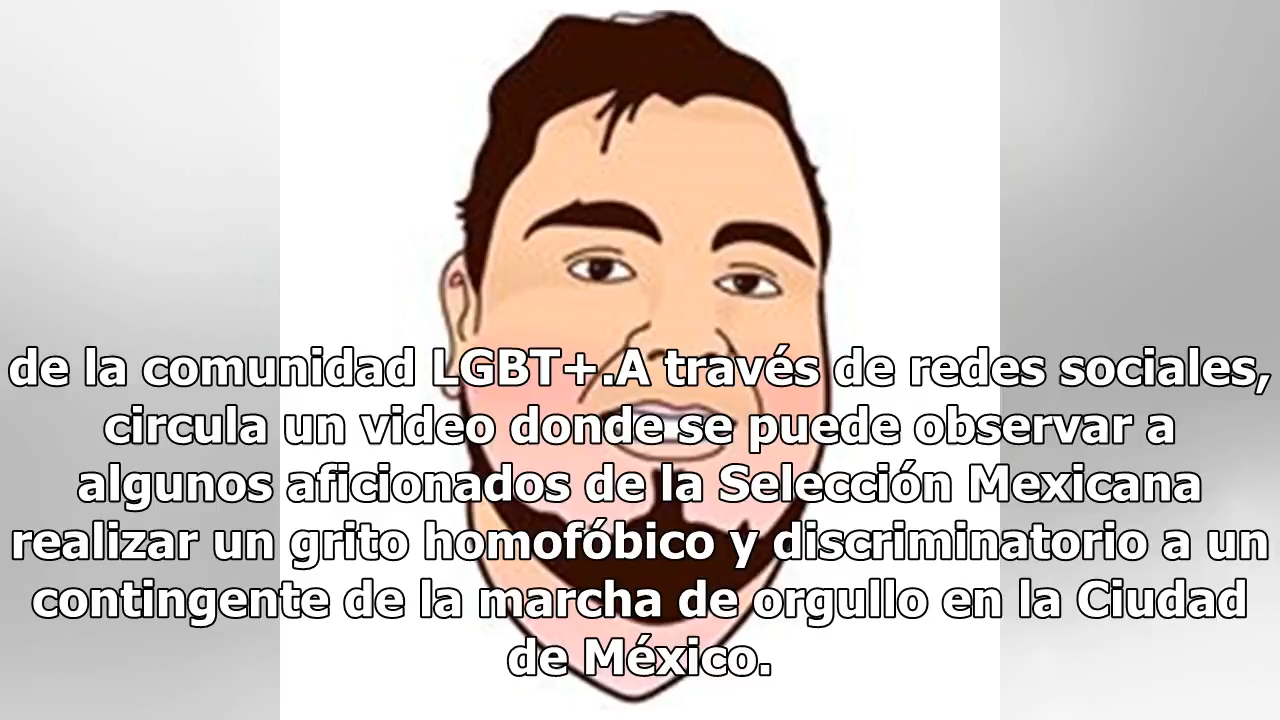 de la comunidad LGBT+.A través de redes sociales,
circula un video donde se puede observar a
algunos aficionados de la Selección Mexicana
realizar un grito homofóbico y discriminatorio a un
contingente de la marcha de orgullo en la Ciudad
de México.